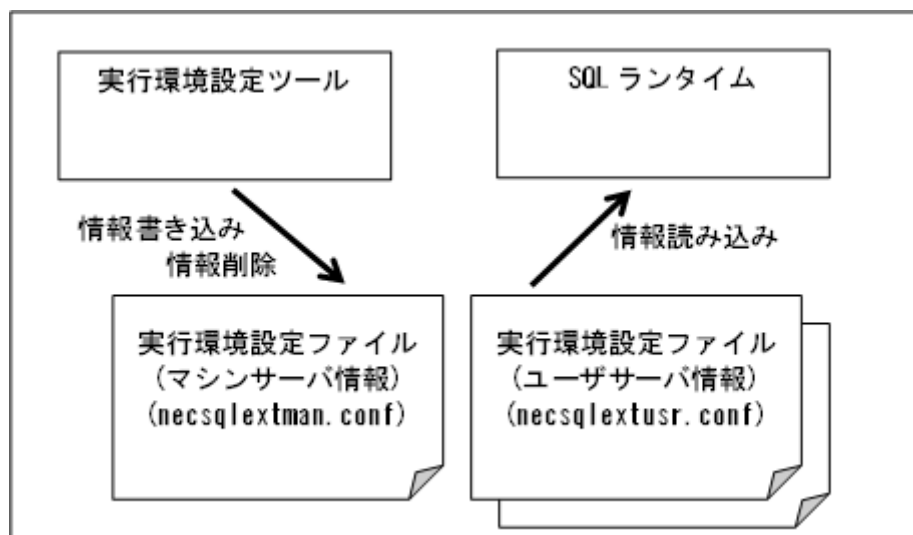 実行環境設定ツール
SQL ランタイム
情報書き込み
情報削除
情報読み込み
実行環境設定ファイル
(マシンサーバ情報)
(necsqlextman.conf)
実行環境設定ファイル
(ユーザサーバ情報)
(necsqlextusr.conf)